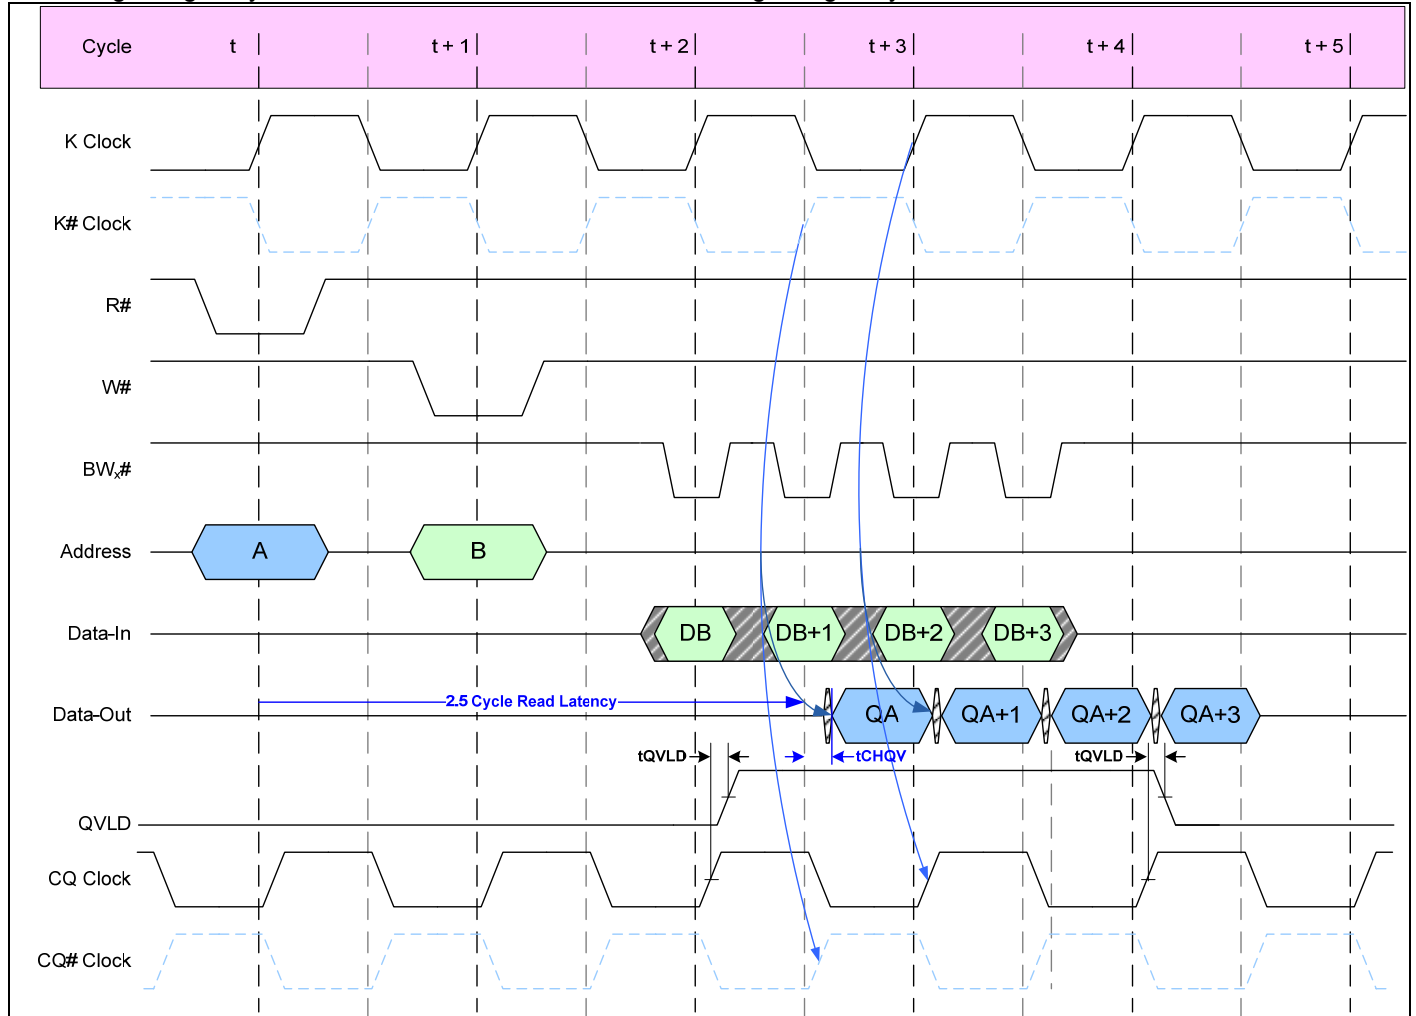 Cycle t t + 1 t + 2 t + 3 t + 4 t + 5
K Clock
K# Clock
R#
W#
BWx#
Address A B
Data-In DB DB+1 DB+2 DB+3
2.5 Cycle Read Latency
Data-Out QA QA+1 QA+2 QA+3
tQVLD tCHQV tQVLD
QVLD
CQ Clock
CQ# Clock